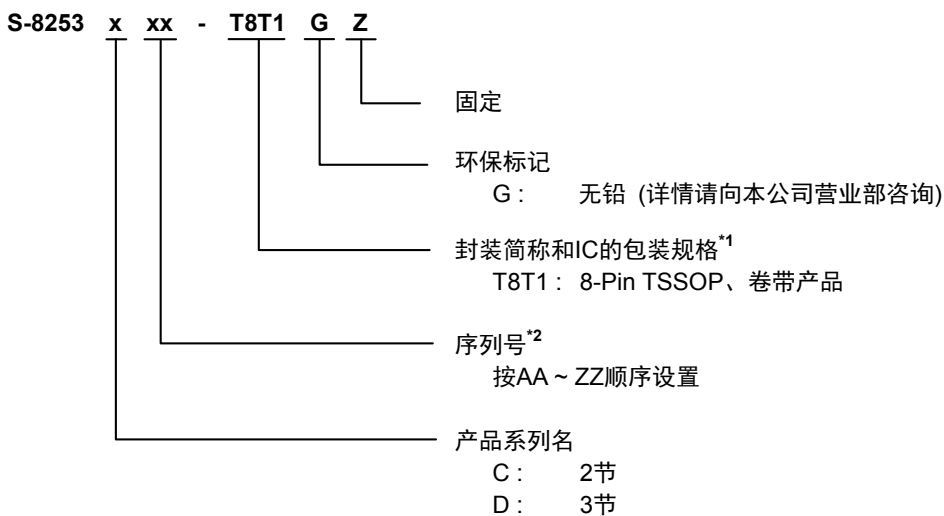 S-8253 x xx - T8T1 G Z
固定
环保标记
G : 无铅 (详情请向本公司营业部咨询)
封装简称和IC的包装规格*1
T8T1 : 8-Pin TSSOP、卷带产品
序列号*2
按AA ~ ZZ顺序设置
产品系列名
C : 2节
D : 3节